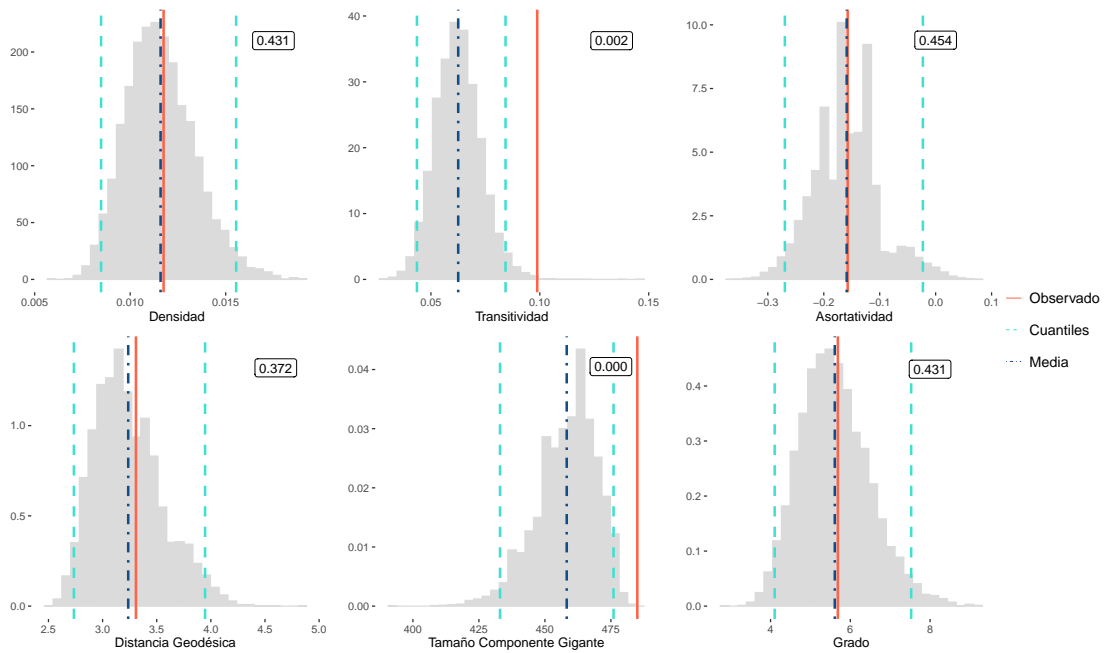 0.431
200
150
100
50
0
0.005 0.010 0.015
Densidad
0.002
40
30
20
10
0
0.05 0.10 0.15
Transitividad
0.454
10.0
7.5
5.0
2.5
0.0
−0.3 −0.2 −0.1 0.0 0.1
Asortatividad
Observado
Cuantiles
Media
0.372
1.0
0.5
0.0
2.5 3.0 3.5 4.0 4.5 5.0
Distancia Geodésica
0.000
0.04
0.03
0.02
0.01
0.00
400 425 450 475
Tamaño Componente Gigante
0.431
0.4
0.3
0.2
0.1
0.0
4 6 8
Grado